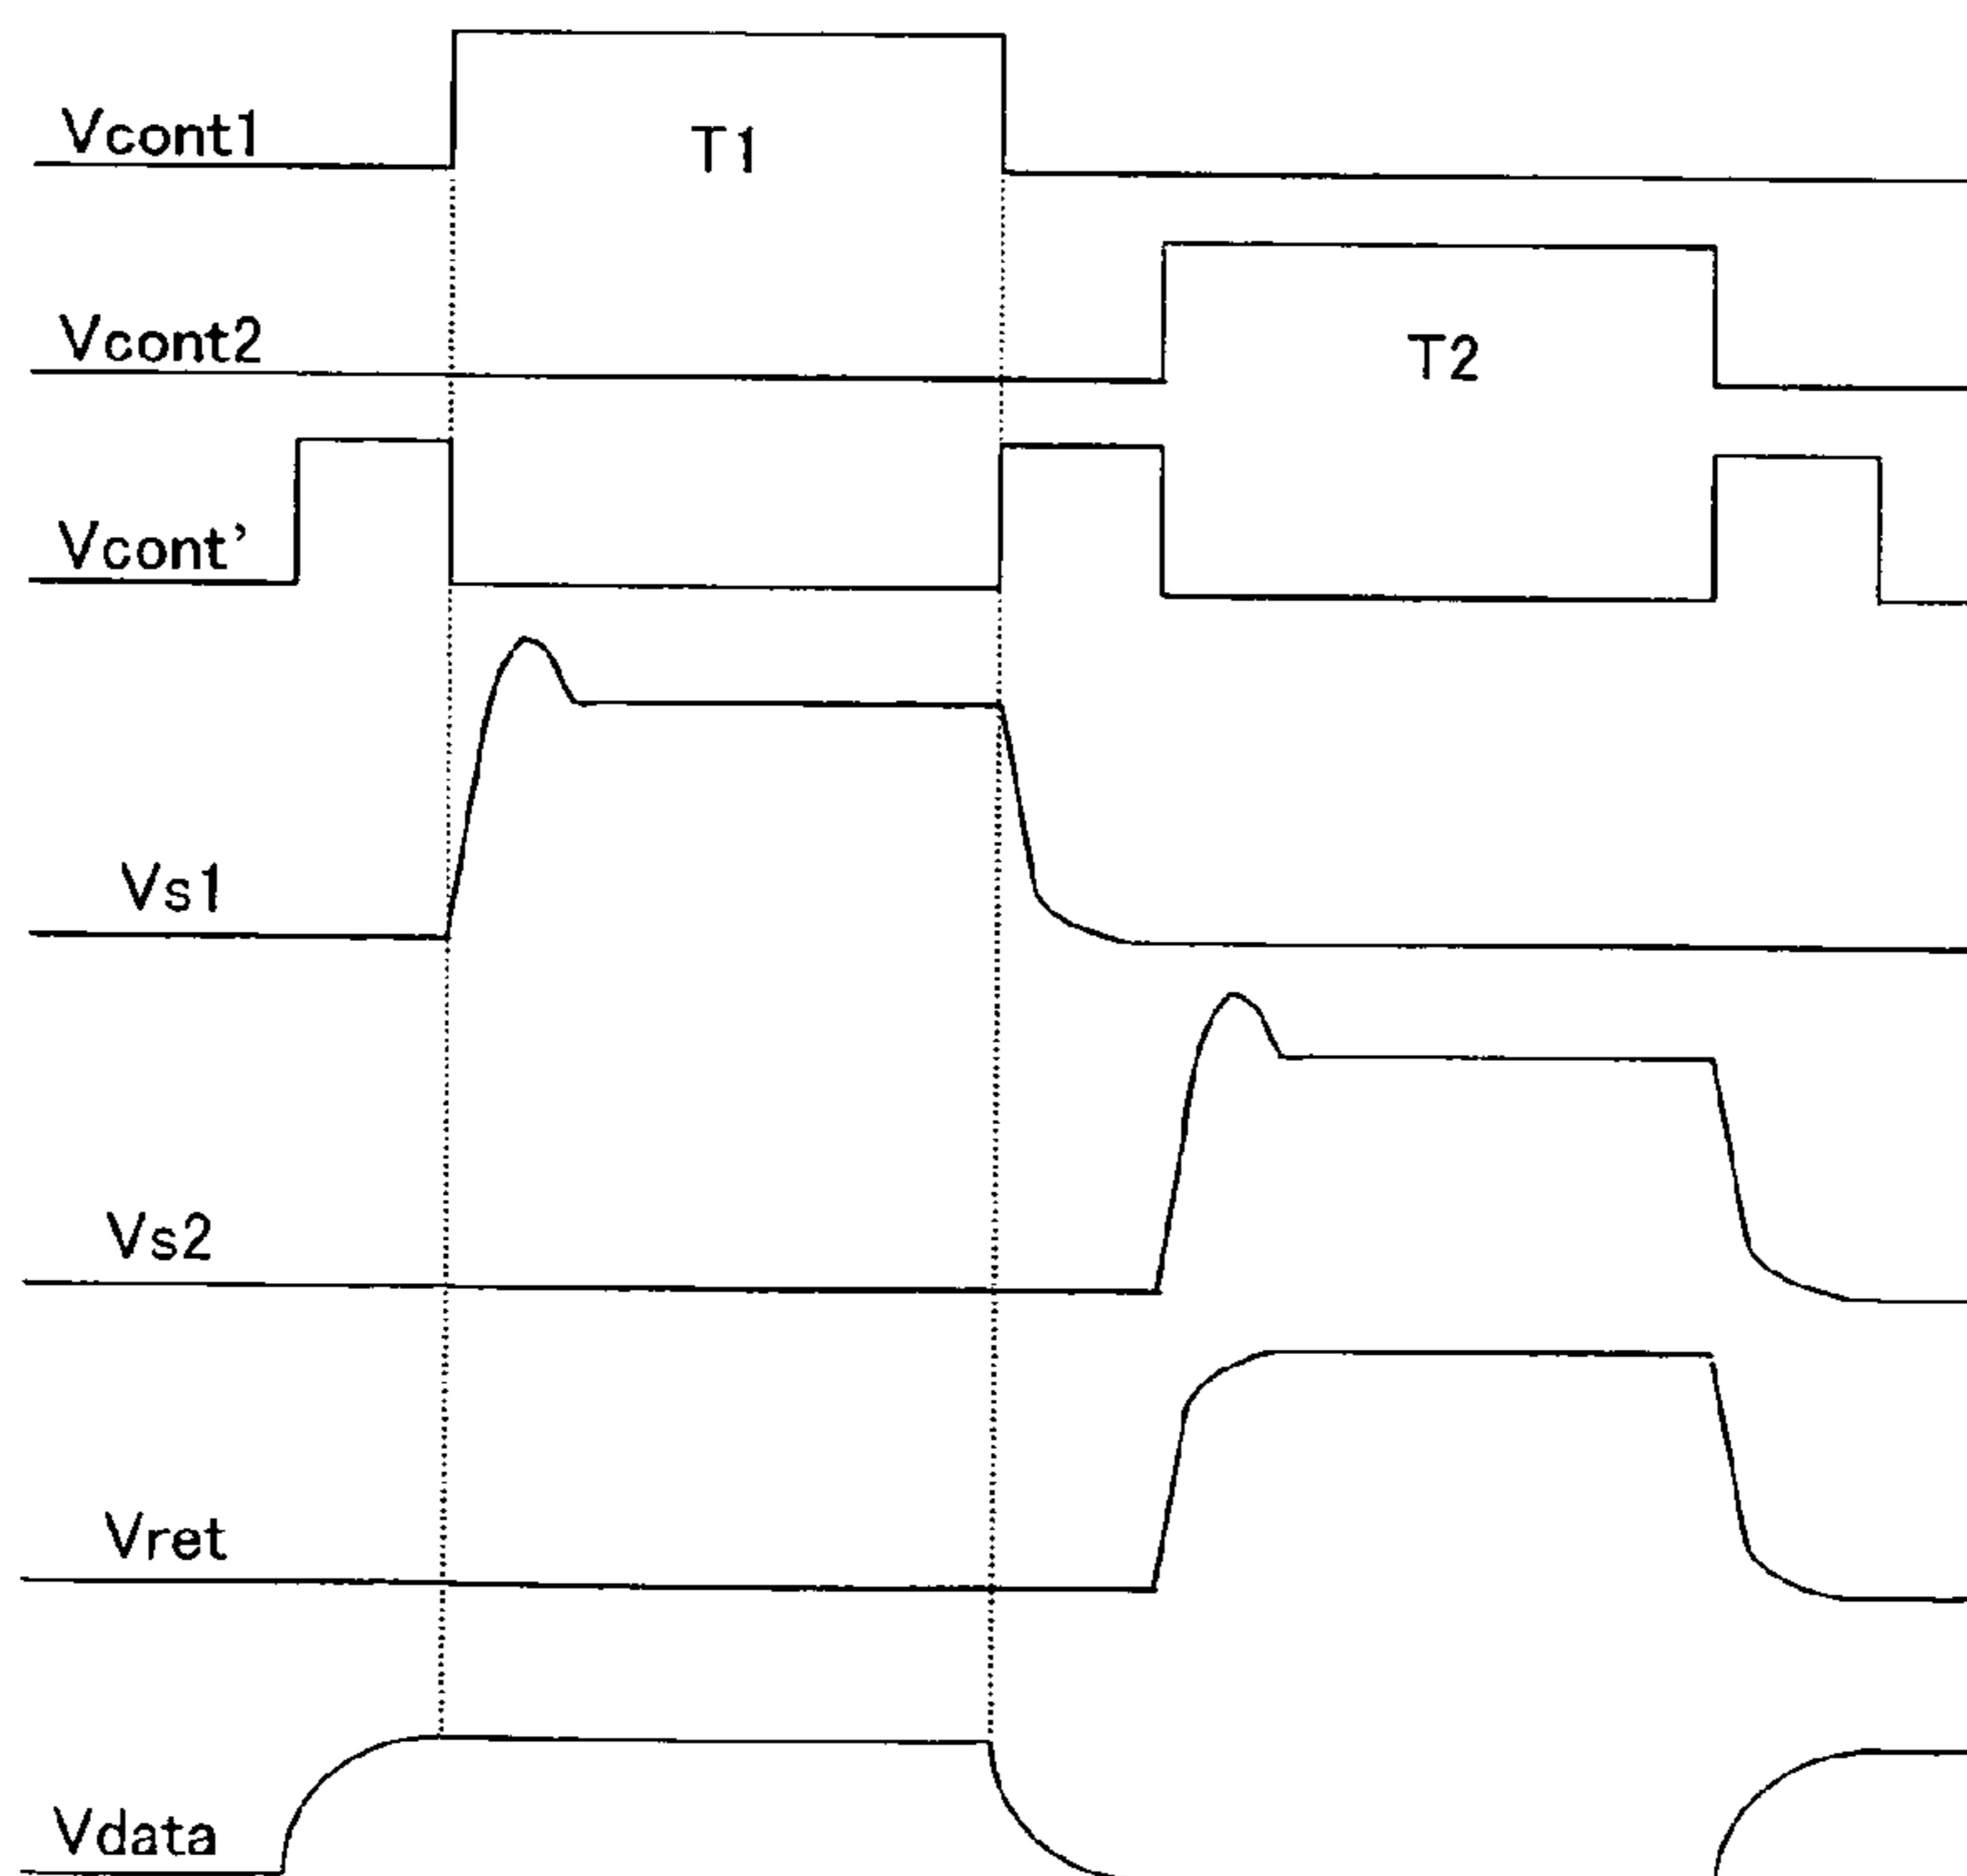 Vcont1
T1
Vcont2
T2
Vcont’
Vs1
Vs2
Vret
Vdata